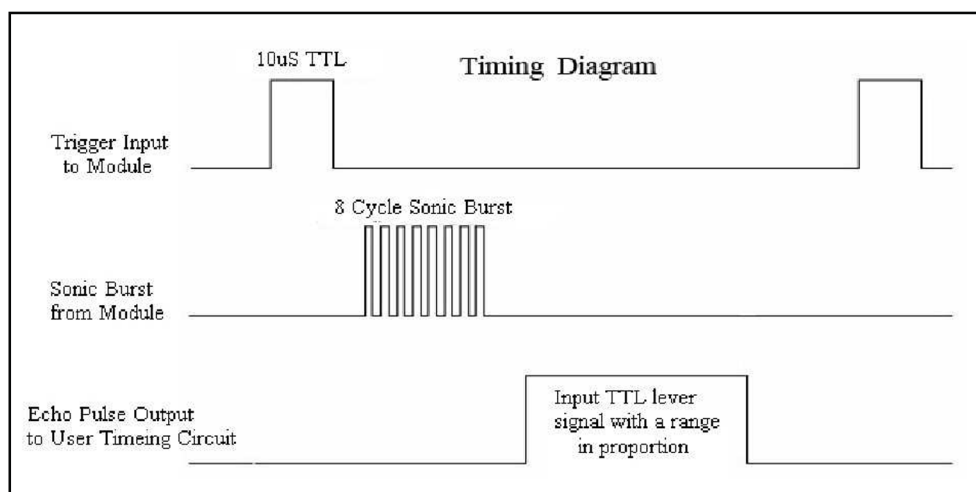 10uS TTL
Timing Diagram
Trigger Input
to Module
8 Cycle Sonic Burst
Sonic Burst
from Module
Echo Pulse Output
to User Timeing Circuit
Input TTL lever
signal with a range
in proportion